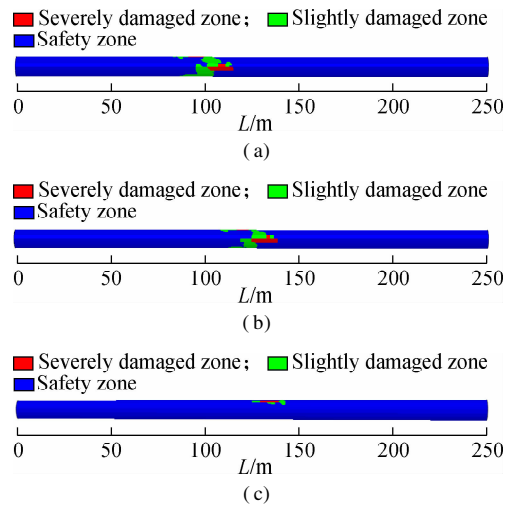 Severely damaged zone; Slightly damaged zone
Safety zone
0 50 100 150 200 250
L/m
(a)
Severely damaged zone; Slightly damaged zone
Safety zone
0 50 100 150 200 250
L/m
(b)
Severely damaged zone; Slightly damaged zone
Safety zone
0 50 100 150 200 250
L/m
(c)